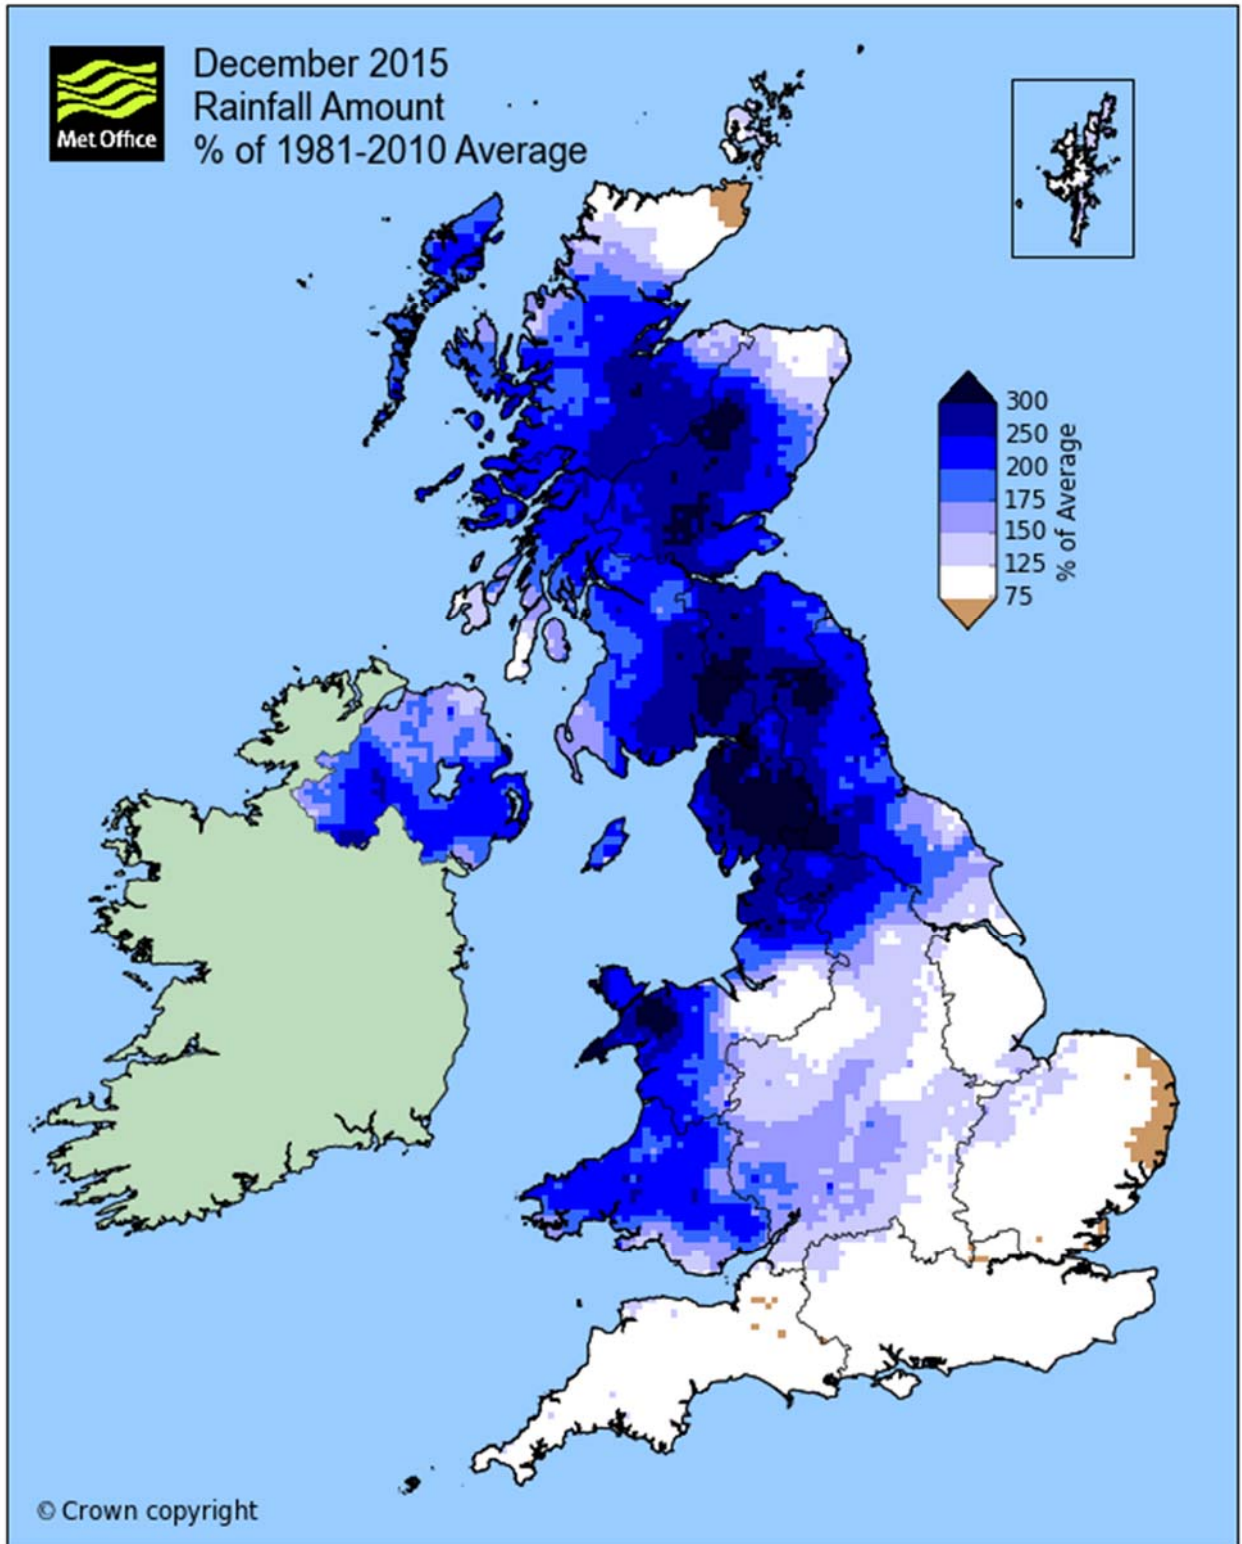 December 2015
Rainfall Amount
% of 1981-2010 Average
Met Office
300
250
200
175
150
125
75
% of Average
© Crown copyright